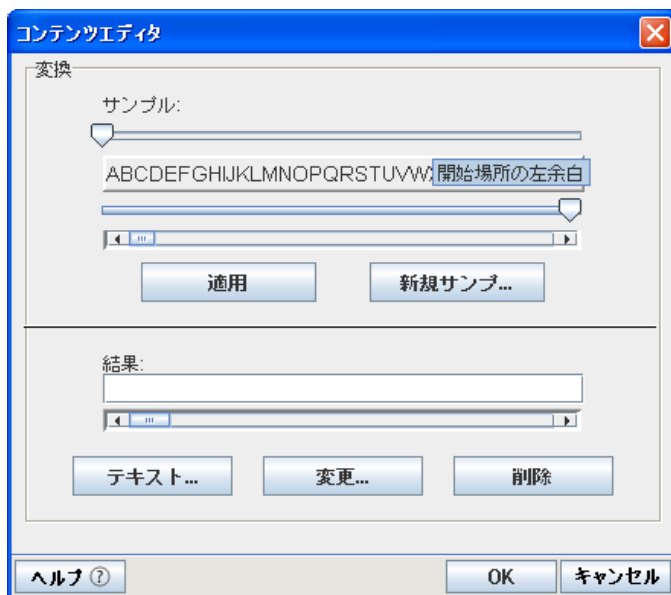 コンテンツエディタ
変換
サンプル:
ABCDEFGHIJKLMNOPQRSTUVW
開始場所の左余白
適用
新規サンプ...
結果:
テキスト...
変更...
削除
ヘルプ
OK
キャンセル